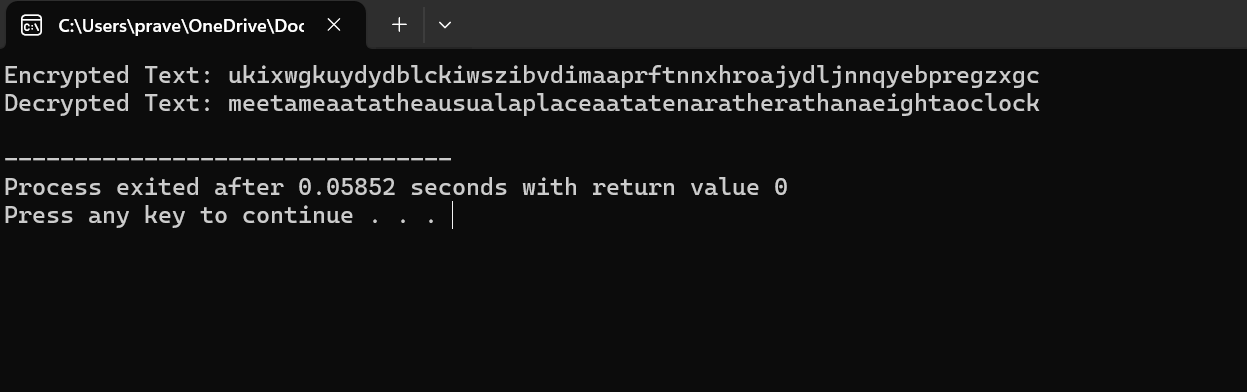 C:\Users\prave\OneDrive\Doc
Encrypted Text: ukixwgkuydydblckiwszibvdimaaprftnnxhroajydljnnqyebpregzxgc
Decrypted Text: meetameaatatheausualaplaceaatatenaratherathanaeightaoclock
--------------------------------
Process exited after 0.05852 seconds with return value 0
Press any key to continue . . .